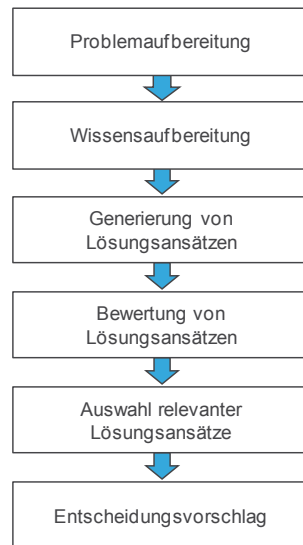 Problemaufbereitung
Wissensaufbereitung
Generierung von
Lösungsansätzen
Bewertung von
Lösungsansätzen
Auswahl relevanter
Lösungsansätze
Entscheidungsvorschlag